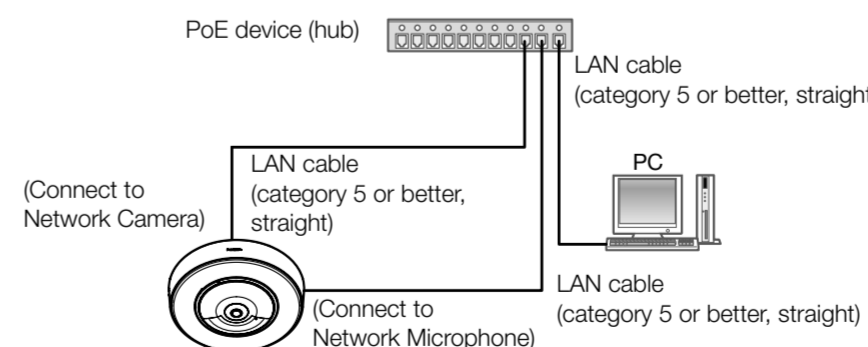 PoE device (hub)
LAN cable
(category 5 or better, straight
LAN cable
(category 5 or better,
straight)
(Connect to
Network Camera)
PC
(Connect to
Network Microphone)
LAN cable
(category 5 or better, straight)